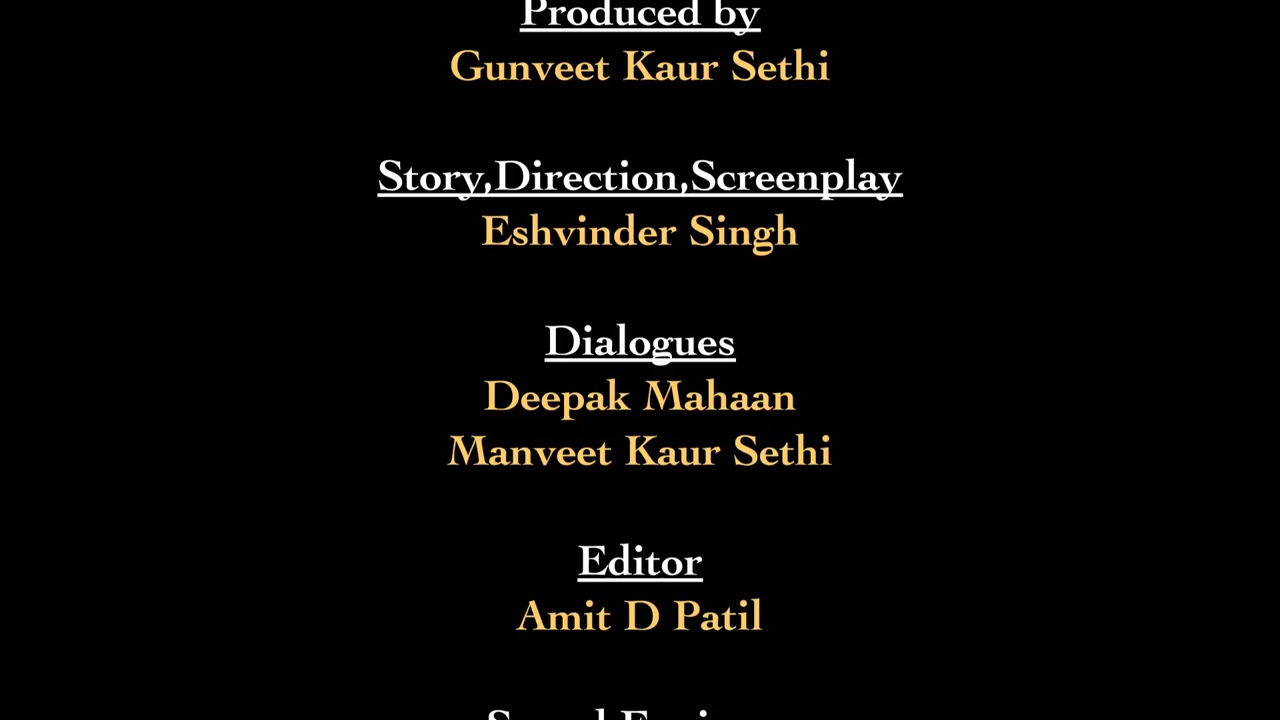 Produced by
Gunveet Kaur Sethi
Story,Direction,Screenplay
Eshvinder Singh
Dialogues
Deepak Mahaan
Manveet Kaur Sethi
Editor
Amit D Patil